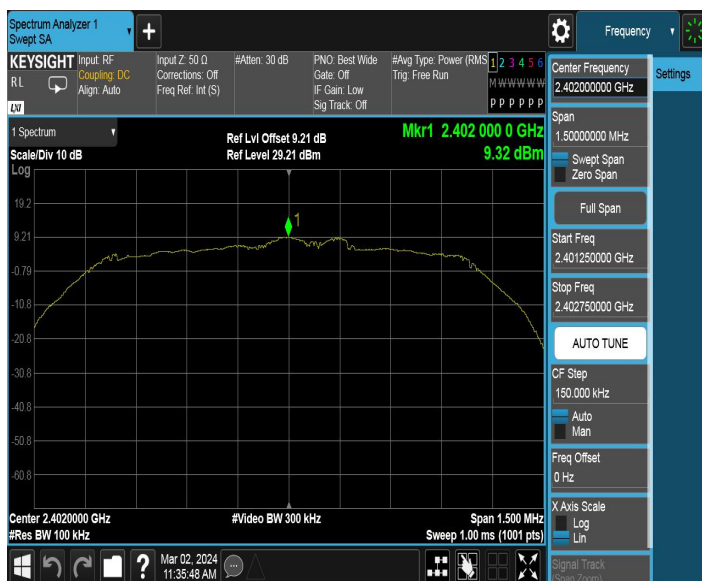 Spectrum Analyzer 1
Swept SA
Frequency
KEYSIGHT
RL
LXI
Input: RF
Coupling: DC
Align: Auto
Input Z: 50 Ω
Corrections: Off
Freq Ref: Int (S)
#Atten: 30 dB
PNO: Best Wide
Gate: Off
IF Gain: Low
Sig Track: Off
#Avg Type: Power (RMS
Trig: Free Run
1 2 3 4 5 6
M W W W W W
P P P P P P
1 Spectrum
Scale/Div 10 dB
Log
Ref Lvl Offset 9.21 dB
Ref Level 29.21 dBm
Mkr1 2.402 000 0 GHz
9.32 dBm
19.2
9.21
-0.79
-10.8
-20.8
-30.8
-40.8
-50.8
-60.8
1
Center 2.4020000 GHz
#Res BW 100 kHz
#Video BW 300 kHz
Span 1.500 MHz
Sweep 1.00 ms (1001 pts)
Mar 02, 2024
11:35:48 AM
Center Frequency
2.402000000 GHz
Span
1.50000000 MHz
Swept Span
Zero Span
Full Span
Start Freq
2.401250000 GHz
Stop Freq
2.402750000 GHz
AUTO TUNE
CF Step
150.000 kHz
Auto
Man
Freq Offset
0 Hz
X Axis Scale
Log
Lin
Signal Track
(Span Zoom)
Settings